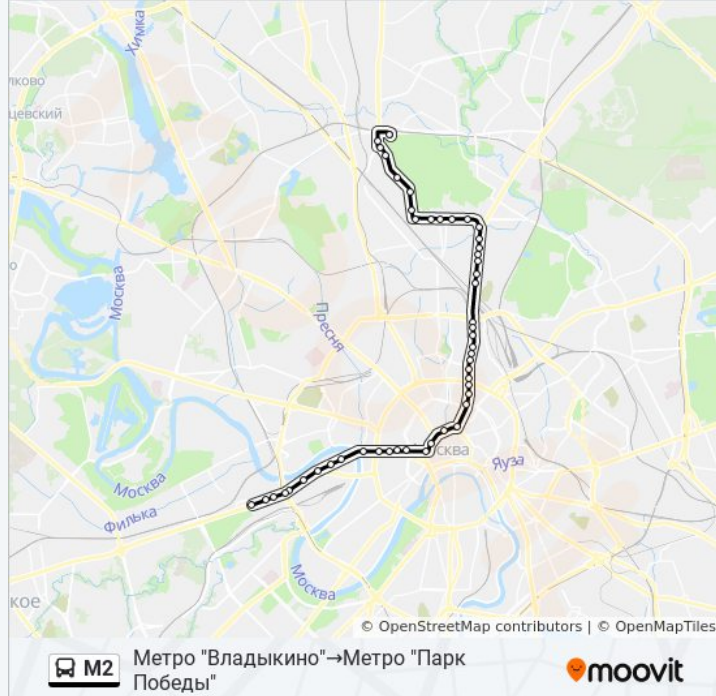 Химка
лково
цевский
Москва
Пресня
сква
Яуза
Москва
Филька
Москва
кое
© OpenStreetMap contributors | © OpenMapTiles
M2
Метро "Владыкино"→Метро "Парк
Победы"
moovit